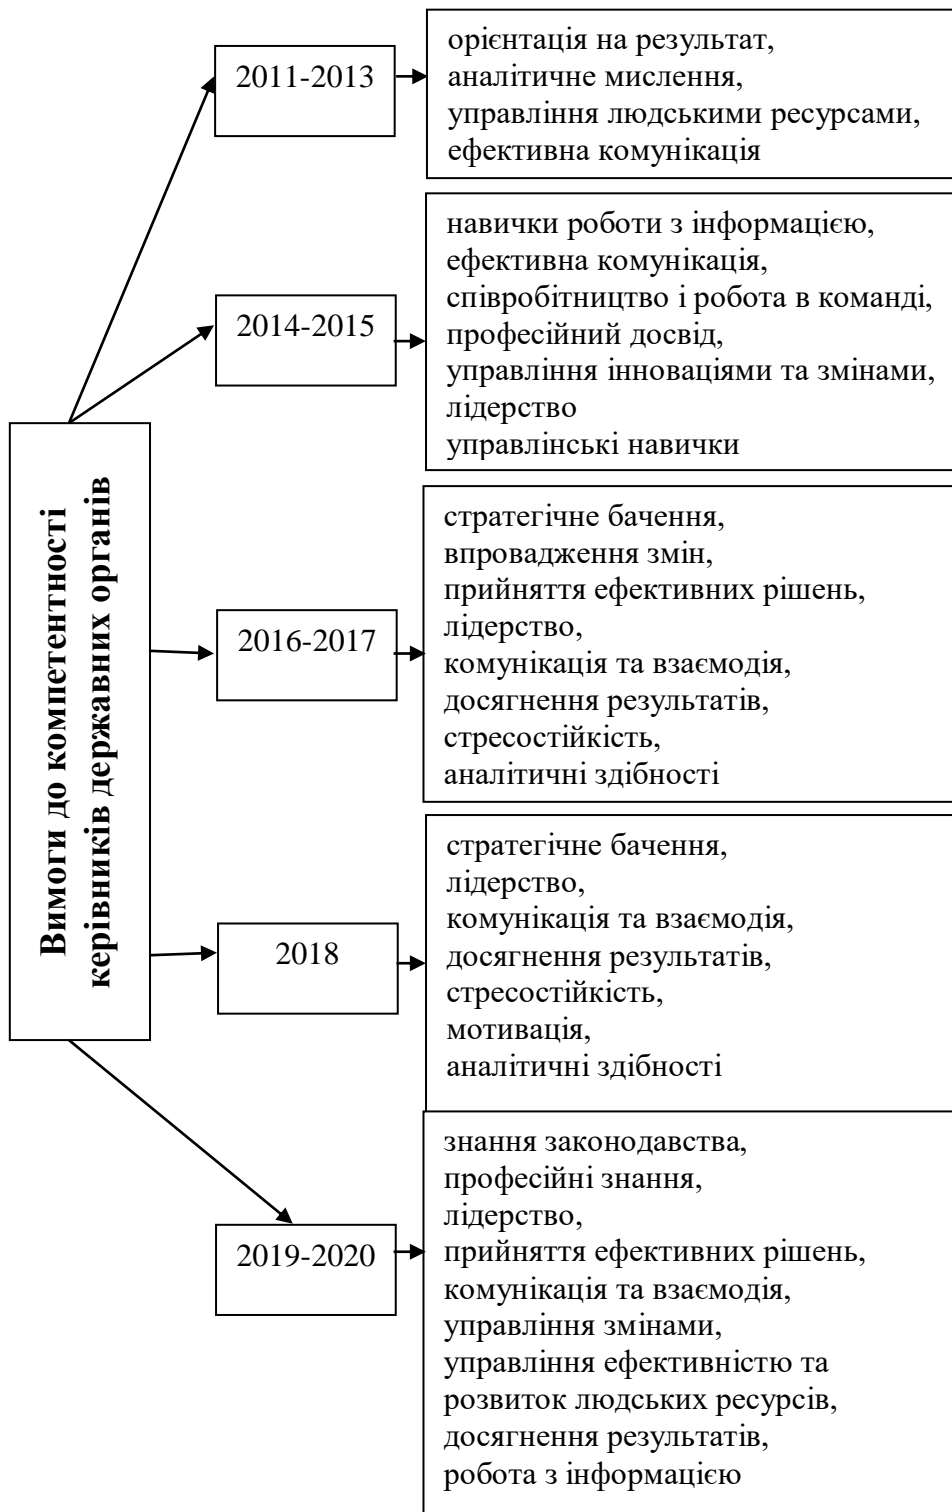 Вимоги до компетентності
керівників державних органів
2011-2013
орієнтація на результат,
аналітичне мислення,
управління людськими ресурсами,
ефективна комунікація
2014-2015
навички роботи з інформацією,
ефективна комунікація,
співробітництво і робота в команді,
професійний досвід,
управління інноваціями та змінами,
лідерство
управлінські навички
2016-2017
стратегічне бачення,
впровадження змін,
прийняття ефективних рішень,
лідерство,
комунікація та взаємодія,
досягнення результатів,
стресостійкість,
аналітичні здібності
2018
стратегічне бачення,
лідерство,
комунікація та взаємодія,
досягнення результатів,
стресостійкість,
мотивація,
аналітичні здібності
2019-2020
знання законодавства,
професійні знання,
лідерство,
прийняття ефективних рішень,
комунікація та взаємодія,
управління змінами,
управління ефективністю та
розвиток людських ресурсів,
досягнення результатів,
робота з інформацією